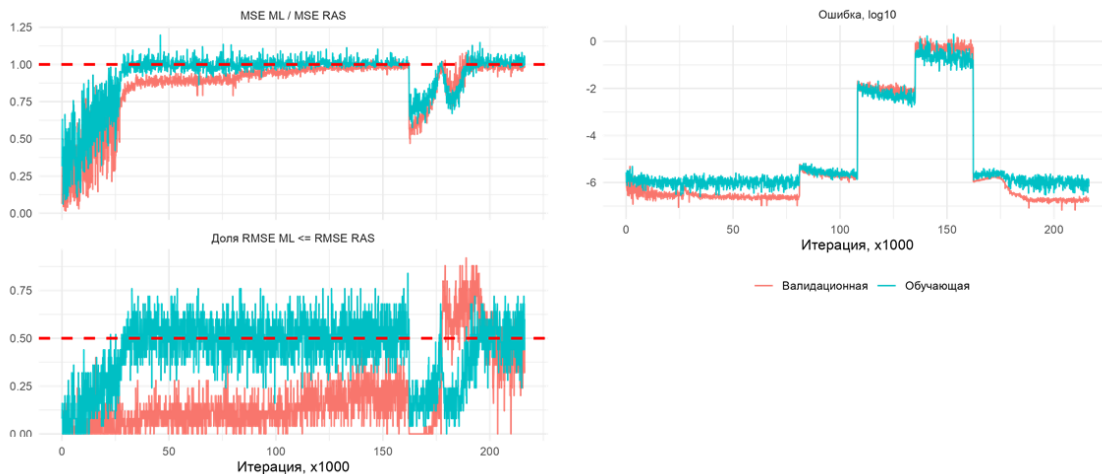 MSE ML / MSE RAS
1.25
1.00
0.75
0.50
0.25
0.00
Доля RMSE ML <= RMSE RAS
0.75
0.50
0.25
0.00
0 50 100 150 200
Итерация, x1000
Ошибка, log10
0
-2
-4
-6
0 50 100 150 200
Итерация, x1000
Валидационная Обучающая